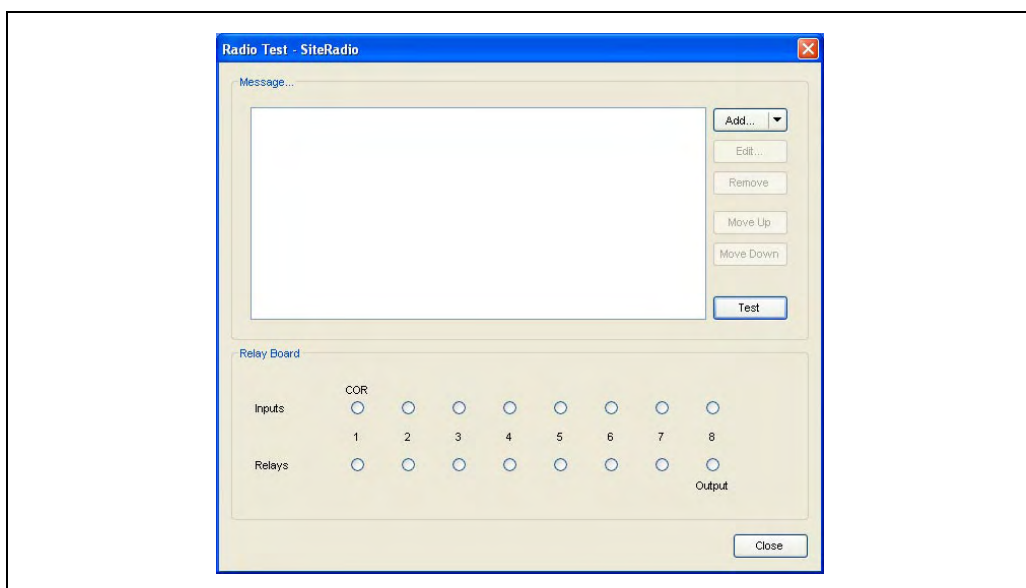 Radio Test - SiteRadio
Message...
Add...
Edit...
Remove
Move Up
Move Down
Test
Relay Board
COR
Inputs
1 2 3 4 5 6 7 8
Relays
Output
Close